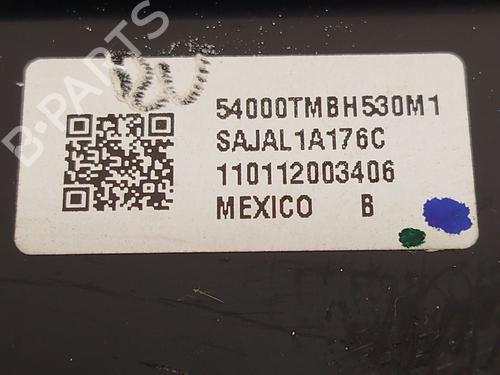 54000TMBH530M1
SAJAL1A176C
110112003406
MEXICO B
B-PARTS